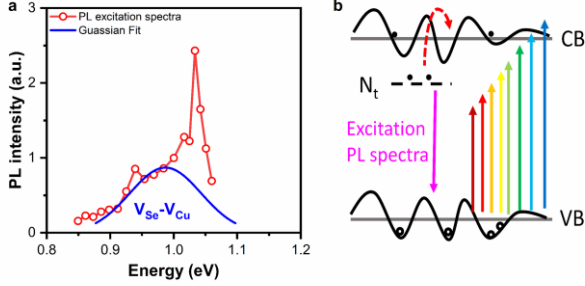 a
PL intensity (a.u.)
3
2
1
0
PL excitation spectra
Guassian Fit
V_Se-V_Cu
0.8 0.9 1.0 1.1 1.2
Energy (eV)
b
CB
N_t
Excitation
PL spectra
VB